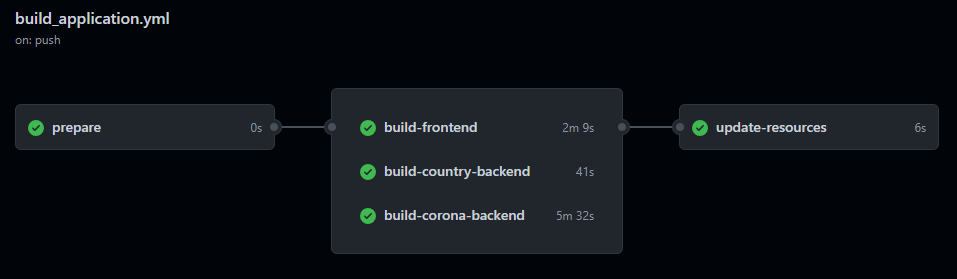 build_application.yml
on: push
prepare 0s
build-frontend 2m 9s
build-country-backend 41s
build-corona-backend 5m 32s
update-resources 6s